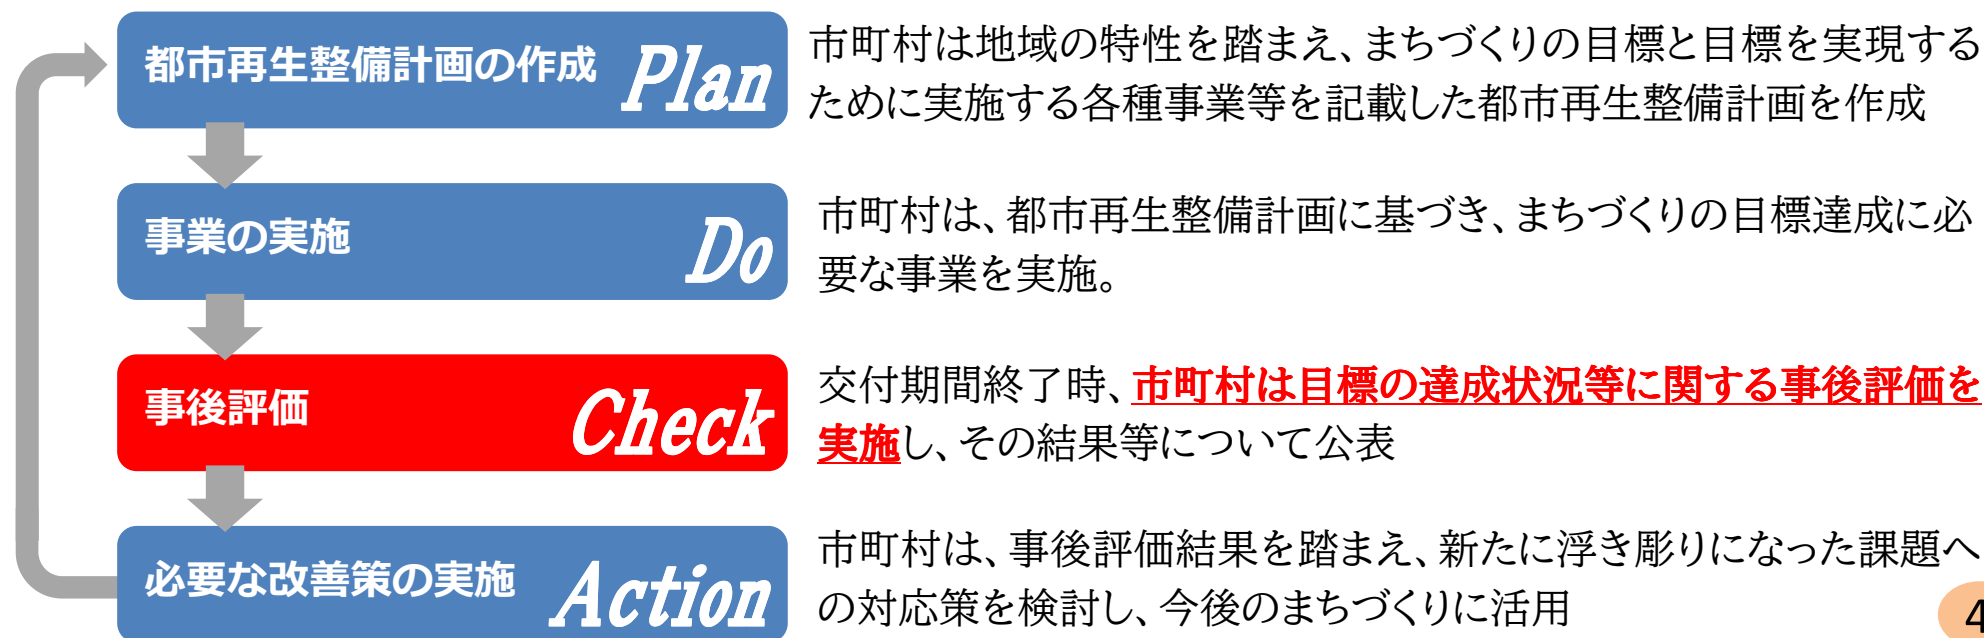 都市再生整備計画の作成 Plan
市町村は地域の特性を踏まえ、まちづくりの目標と目標を実現する
ために実施する各種事業等を記載した都市再生整備計画を作成
事業の実施 Do
市町村は、都市再生整備計画に基づき、まちづくりの目標達成に必
要な事業を実施。
事後評価 Check
交付期間終了時、市町村は目標の達成状況等に関する事後評価を
実施し、その結果等について公表
必要な改善策の実施 Action
市町村は、事後評価結果を踏まえ、新たに浮き彫りになった課題へ
の対応策を検討し、今後のまちづくりに活用
4